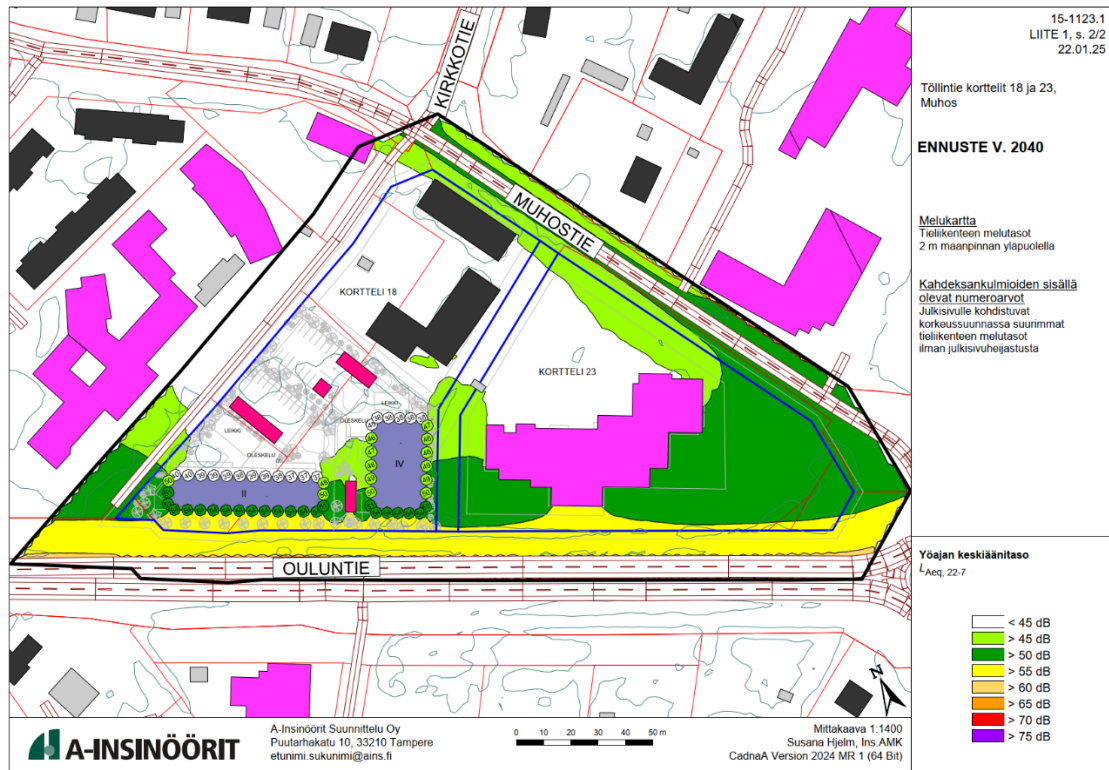 15-1123.1
LIITE 1, s. 2/2
22.01.25
Töllintie korttelit 18 ja 23,
Muhos
ENNUSTE V. 2040
Melukartta
Tieliikenteen melutasot
2 m maanpinnan yläpuolella
Kahdeksankulmioiden sisällä
olevat numeroarvot
Julkisivulle kohdistuvat
korkeussuunnassa suurimmat
tieliikenteen melutasot
ilman julkisivuheijastusta
KIRKKOTIE
MUHOSTIE
KORTTELI 18
KORTTELI 23
LEIKKI
OLESKELU
LEIKKI
OLESKELU
IV
II
OULUNTIE
Yöajan keskiäänitaso
LAeq, 22-7
< 45 dB
> 45 dB
> 50 dB
> 55 dB
> 60 dB
> 65 dB
> 70 dB
> 75 dB
N
A-INSINÖÖRIT
A-Insinöörit Suunnittelu Oy
Puutarhakatu 10, 33210 Tampere
etunimi.sukunimi@ains.fi
0 10 20 30 40 50 m
Mittakaava 1:1400
Susana Hjelm, Ins.AMK
CadnaA Version 2024 MR 1 (64 Bit)